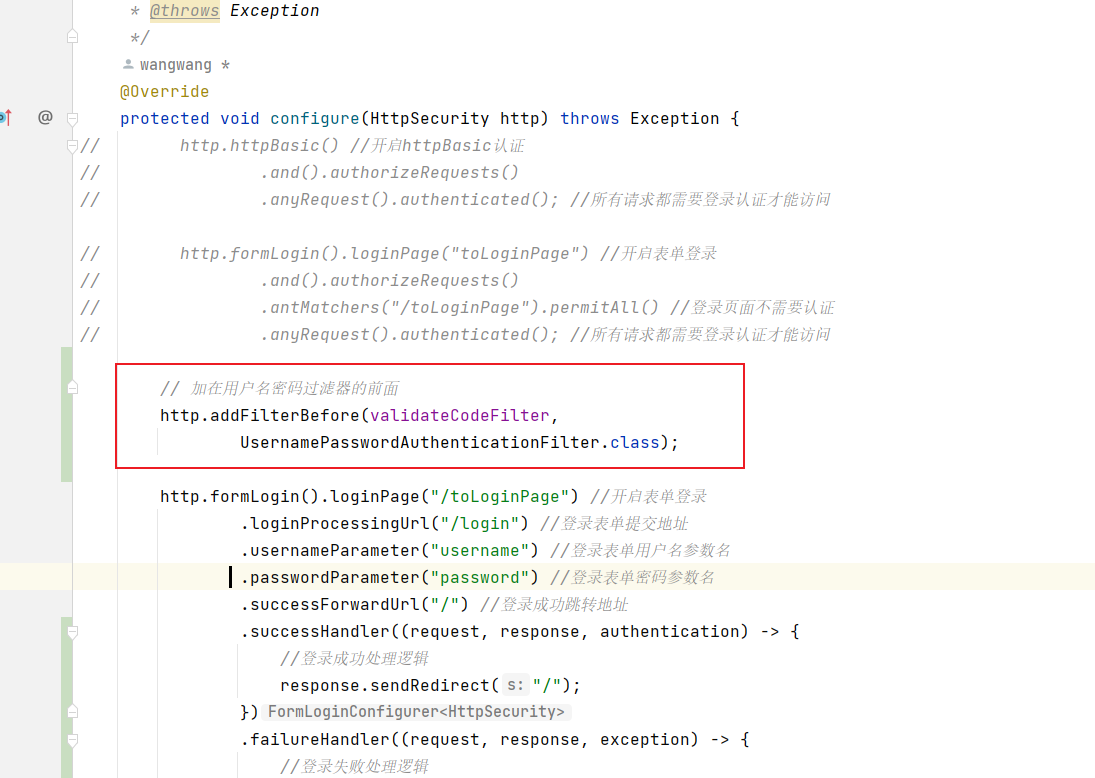 * @throws Exception
*/
wangwang *
@Override
@ protected void configure(HttpSecurity http) throws Exception {
// http.httpBasic() //开启httpBasic认证
// .and().authorizeRequests()
// .anyRequest().authenticated(); //所有请求都需要登录认证才能访问
// http.formLogin().loginPage("toLoginPage") //开启表单登录
// .and().authorizeRequests()
// .antMatchers("/toLoginPage").permitAll() //登录页面不需要认证
// .anyRequest().authenticated(); //所有请求都需要登录认证才能访问
// 加在用户名密码过滤器的前面
http.addFilterBefore(validateCodeFilter,
UsernamePasswordAuthenticationFilter.class);
http.formLogin().loginPage("/toLoginPage") //开启表单登录
.loginProcessingUrl("/login") //登录表单提交地址
.usernameParameter("username") //登录表单用户名参数名
.passwordParameter("password") //登录表单密码参数名
.successForwardUrl("/") //登录成功跳转地址
.successHandler((request, response, authentication) -> {
//登录成功处理逻辑
response.sendRedirect( s: "/");
}) FormLoginConfigurer<HttpSecurity>
.failureHandler((request, response, exception) -> {
//登录失败处理逻辑